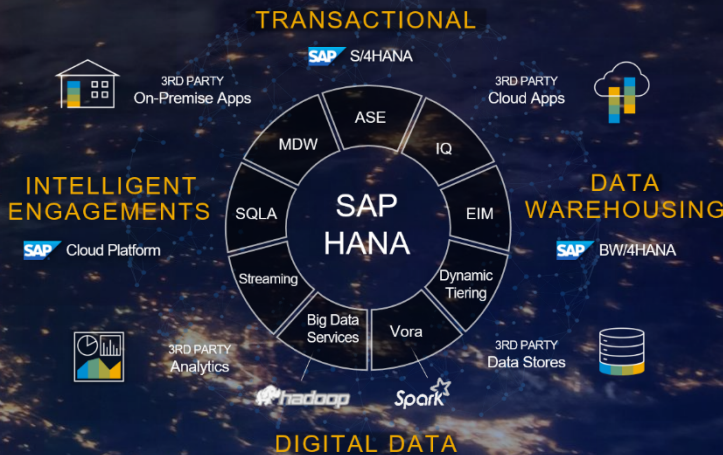 TRANSACTIONAL
SAP S/4HANA
3RD PARTY
On-Premise Apps
3RD PARTY
Cloud Apps
ASE
MDW
IQ
INTELLIGENT
ENGAGEMENTS
SAP Cloud Platform
SQLA
SAP
HANA
EIM
DATA
WAREHOUSING
SAP BW/4HANA
Streaming
Dynamic
Tiering
Big Data
Services
Vora
3RD PARTY
Analytics
3RD PARTY
Data Stores
hadoop
Spark
DIGITAL DATA